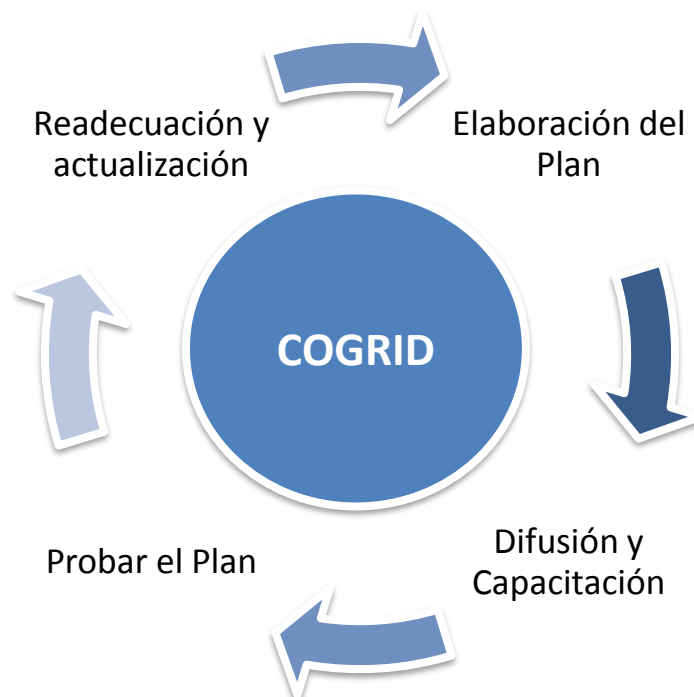 Readecuación y
actualización
Elaboración del
Plan
COGRID
Probar el Plan
Difusión y
Capacitación